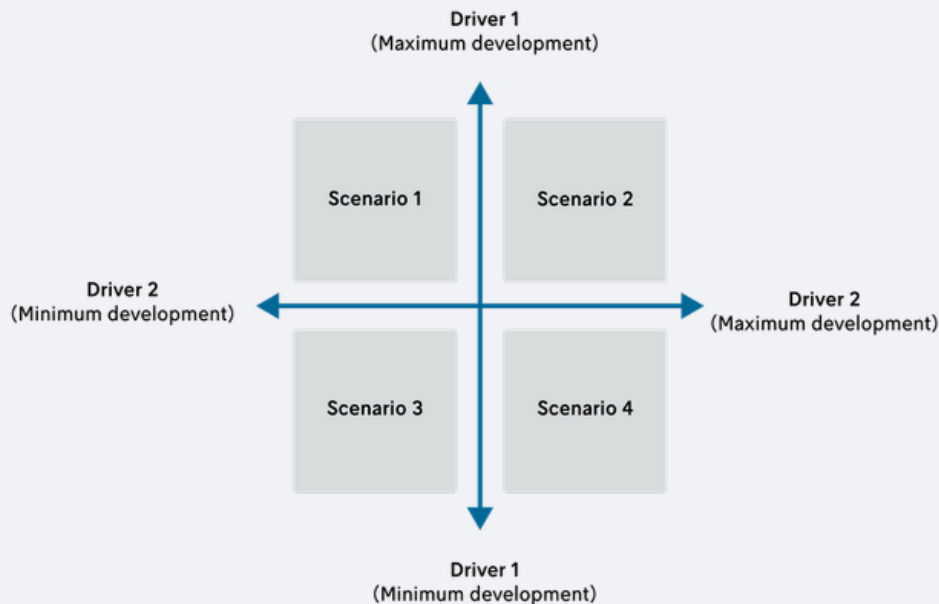 Driver 1
(Maximum development)
Scenario 1
Scenario 2
Driver 2
(Minimum development)
Driver 2
(Maximum development)
Scenario 3
Scenario 4
Driver 1
(Minimum development)